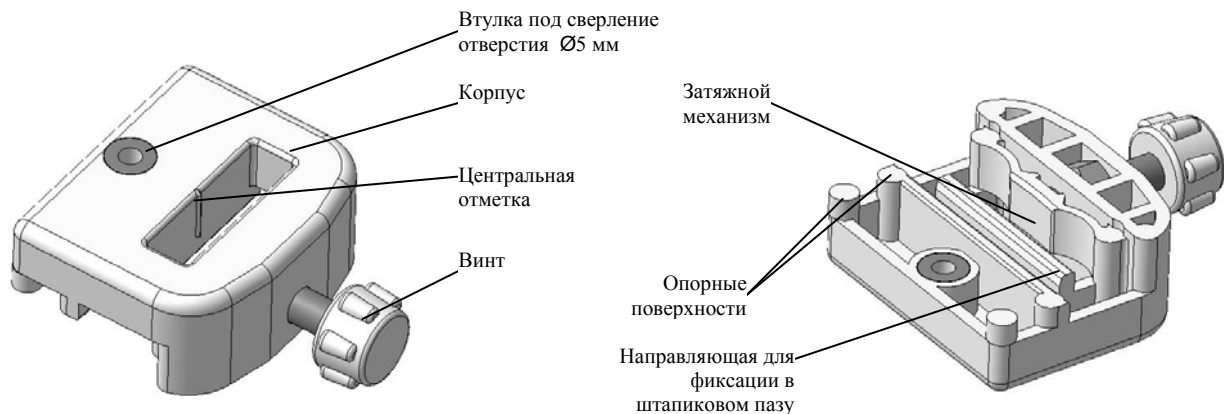 Втулка под сверление
отверстия Ø5 мм
Корпус
Центральная
отметка
Винт
Затяжной
механизм
Опорные
поверхности
Направляющая для
фиксации в
штапиковом пазу